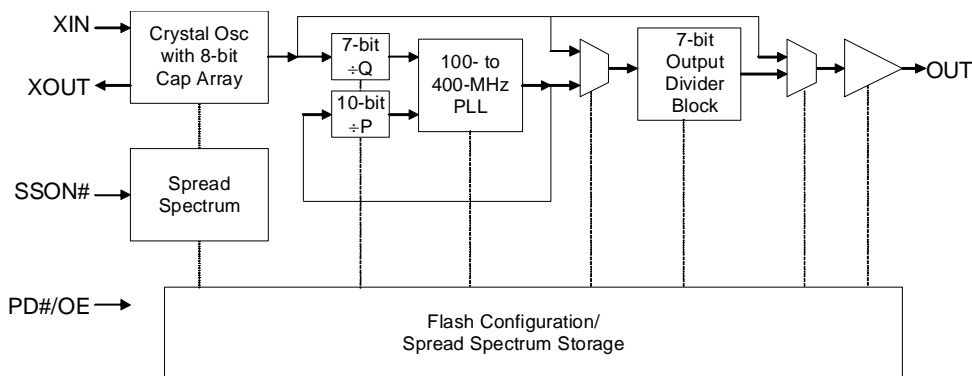 XIN
XOUT
Crystal Osc
with 8-bit
Cap Array
7-bit
÷Q
10-bit
÷P
100- to
400-MHz
PLL
7-bit
Output
Divider
Block
OUT
SSON#
Spread
Spectrum
PD#/OE
Flash Configuration/
Spread Spectrum Storage